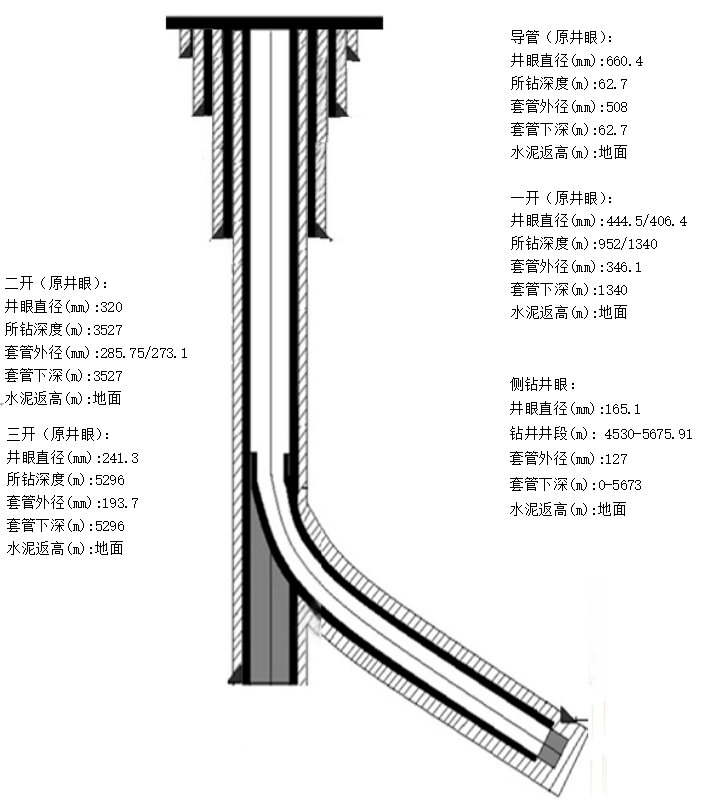 导管（原井眼）:
井眼直径(mm):660.4
所钻深度(m):62.7
套管外径(mm):508
套管下深(m):62.7
水泥返高(m):地面
一开（原井眼）:
井眼直径(mm):444.5/406.4
所钻深度(m):952/1340
套管外径(mm):346.1
套管下深(m):1340
水泥返高(m):地面
二开（原井眼）:
井眼直径(mm):320
所钻深度(m):3527
套管外径(mm):285.75/273.1
套管下深(m):3527
水泥返高(m):地面
三开（原井眼）:
井眼直径(mm):241.3
所钻深度(m):5296
套管外径(mm):193.7
套管下深(m):5296
水泥返高(m):地面
侧钻井眼:
井眼直径(mm):165.1
钻井井段(m): 4530-5675.91
套管外径(mm):127
套管下深(m):0-5673
水泥返高(m):地面